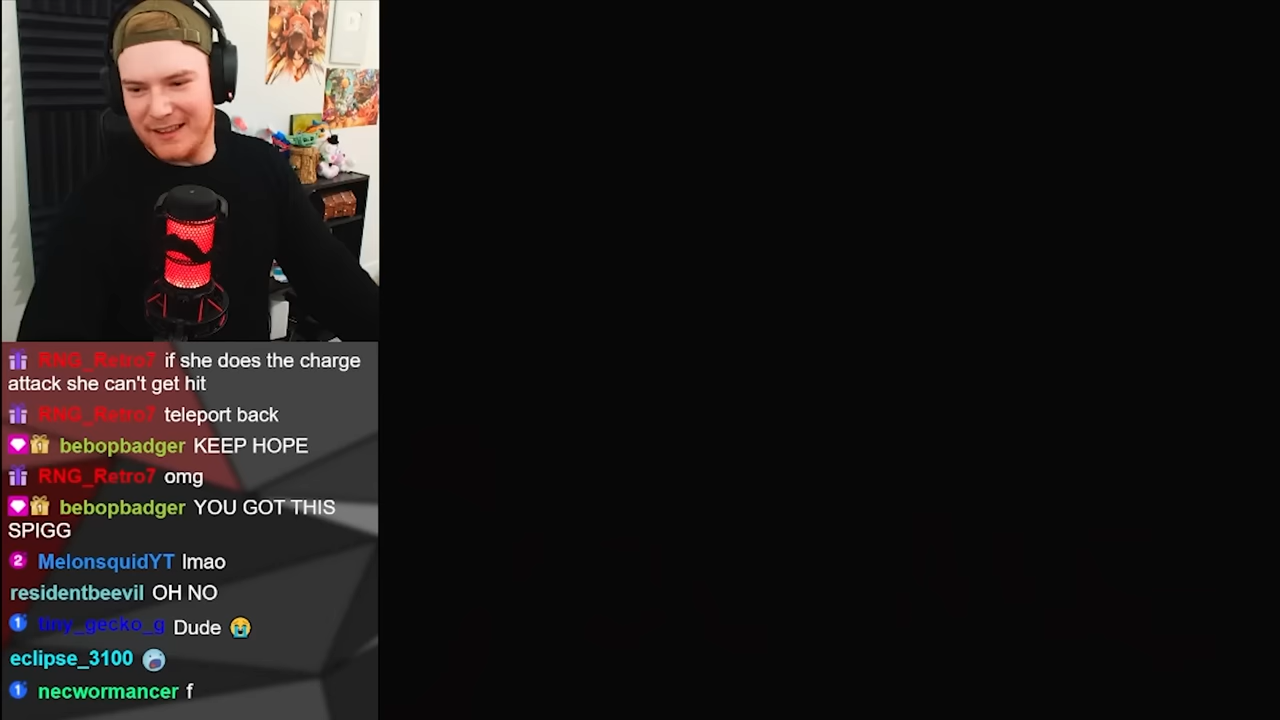 RNG_Retro7 if she does the charge
attack she can't get hit
RNG_Retro7 teleport back
bebopbadger KEEP HOPE
RNG_Retro7 omg
bebopbadger YOU GOT THIS
SPIGG
2 MelonsquidYT lmao
residentbeevil OH NO
1 tiny_gecko_g Dude 😭
eclipse_3100
1 necwormancer f